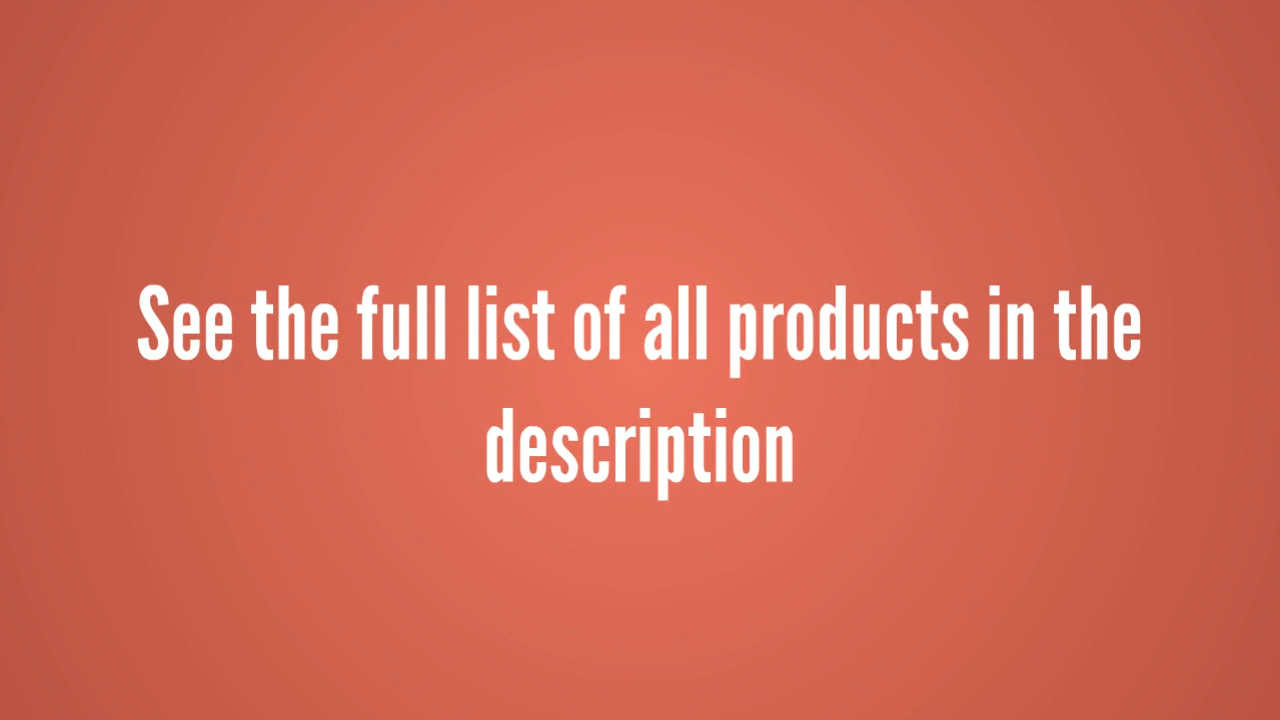 See the full list of all products in the
description